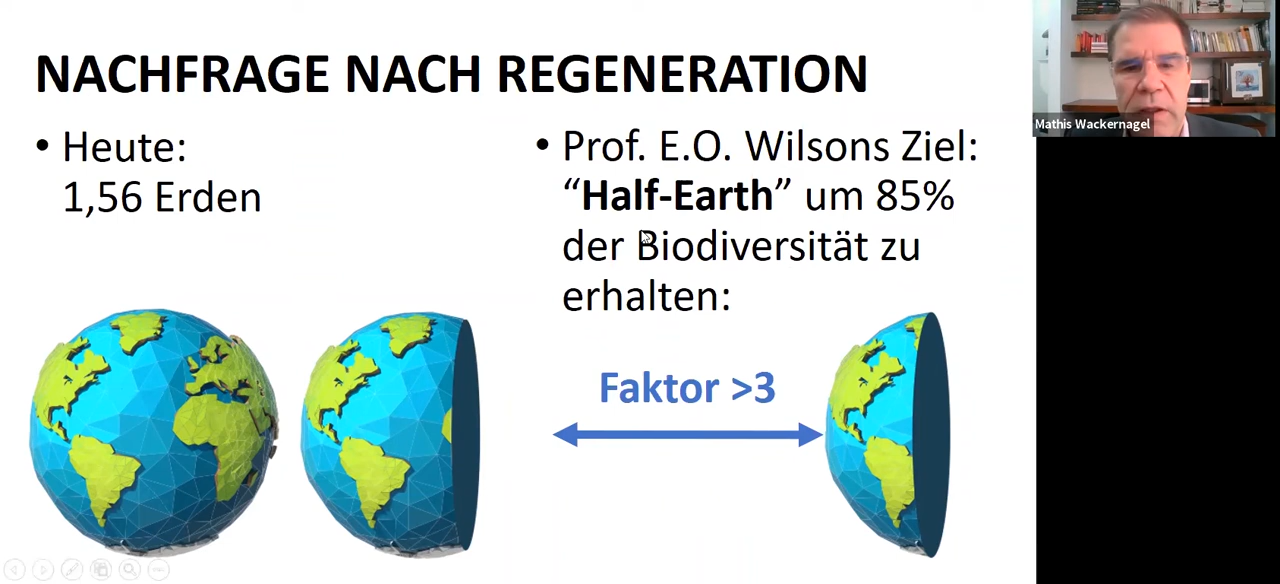 NACHFRAGE NACH REGENERATION
• Heute:
1,56 Erden
• Prof. E.O. Wilsons Ziel:
“Half-Earth” um 85%
der Biodiversität zu
erhalten:
Faktor >3
Mathis Wackernagel